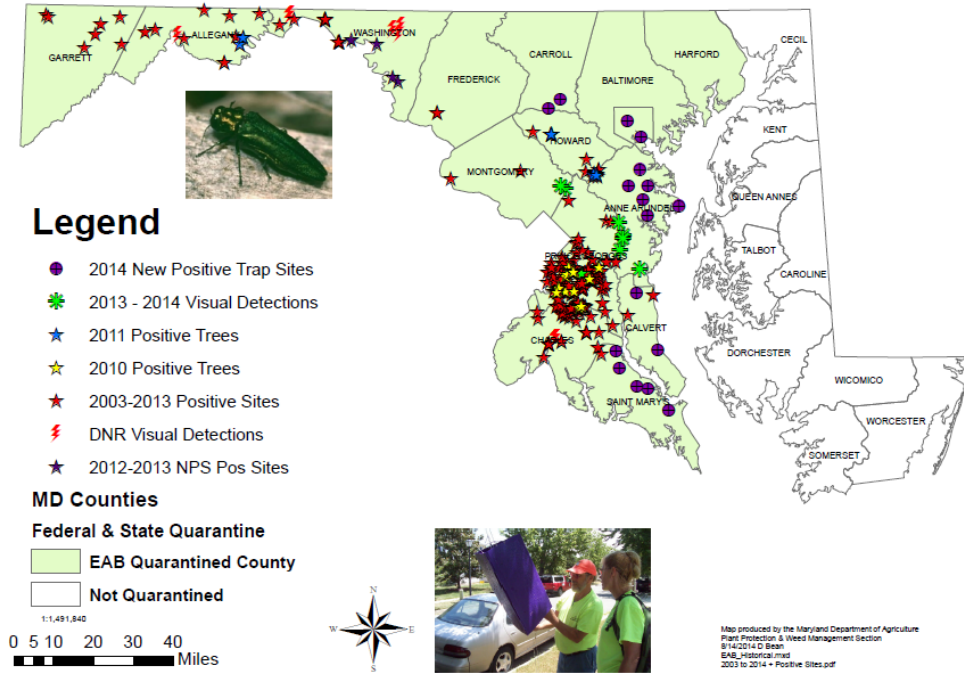 GARRETT
ALLEGANY
WASHINGTON
FREDERICK
CARROLL
BALTIMORE
HARFORD
CECIL
HOWARD
MONTGOMERY
KENT
QUEEN ANNES
ANNE ARUNDEL
TALBOT
CAROLINE
CALVERT
CHARLES
DORCHESTER
SAINT MARY'S
WICOMICO
WORCESTER
SOMERSET
Legend
2014 New Positive Trap Sites
2013 - 2014 Visual Detections
2011 Positive Trees
2010 Positive Trees
2003-2013 Positive Sites
DNR Visual Detections
2012-2013 NPS Pos Sites
MD Counties
Federal & State Quarantine
EAB Quarantined County
Not Quarantined
1:1,491,840
0 5 10 20 30 40
Miles
N
W E
S
Map produced by the Maryland Department of Agriculture
Plant Protection & Weed Management Section
8/14/2014 D Bean
EAB_Historical.mxd
2003 to 2014 + Positive Sites.pdf